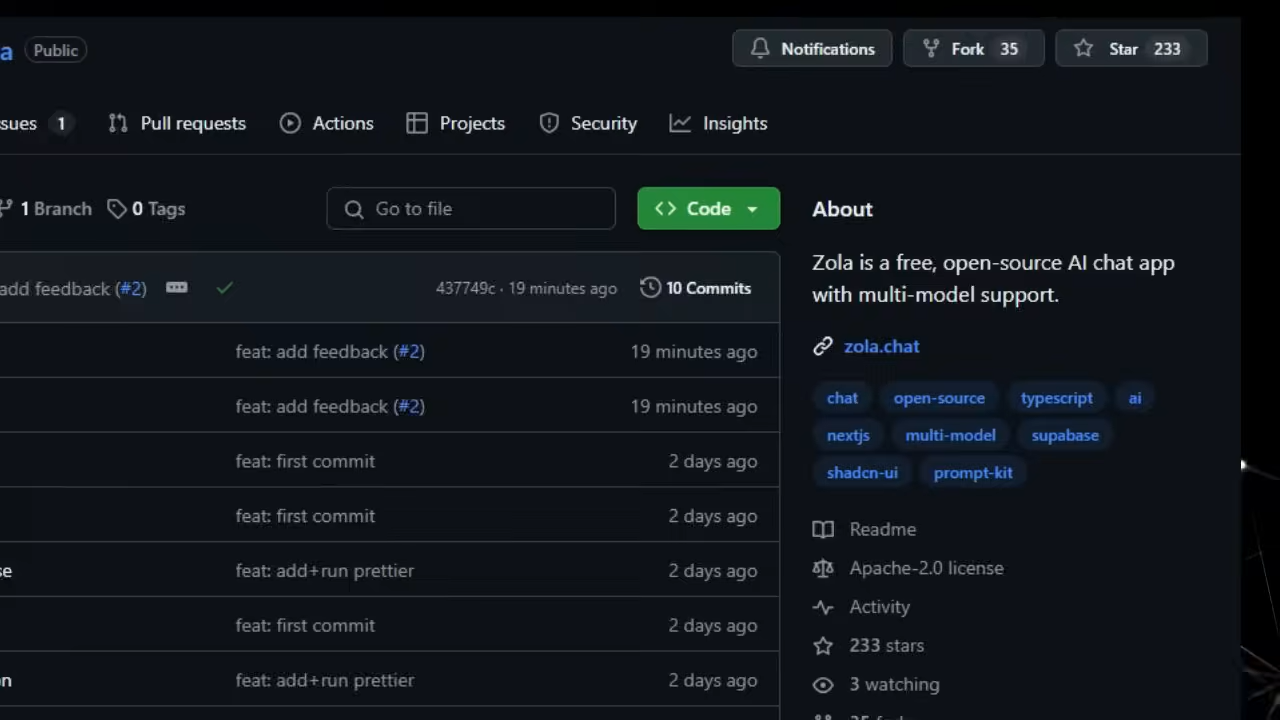 a Public Notifications Fork 35 Star 233
sues 1 Pull requests Actions Projects Security Insights
1 Branch 0 Tags Go to file Code
add feedback (#2) 437749c · 19 minutes ago 10 Commits
feat: add feedback (#2) 19 minutes ago
feat: add feedback (#2) 19 minutes ago
feat: first commit 2 days ago
feat: first commit 2 days ago
se feat: add+run prettier 2 days ago
feat: first commit 2 days ago
n feat: add+run prettier 2 days ago
About
Zola is a free, open-source AI chat app
with multi-model support.
zola.chat
chat open-source typescript ai
nextjs multi-model supabase
shadcn-ui prompt-kit
Readme
Apache-2.0 license
Activity
233 stars
3 watching